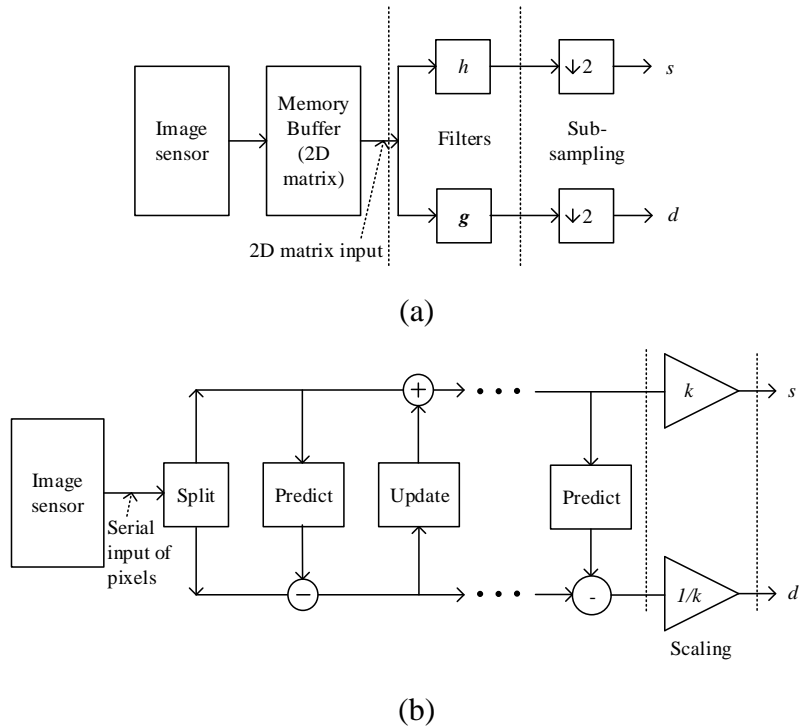 Image
sensor
Memory
Buffer
(2D
matrix)
2D matrix input
h
g
Filters
↓2
↓2
Sub-
sampling
s
d
(a)
Image
sensor
Serial
input of
pixels
Split
Predict
Update
Predict
+
−
-
k
1/k
Scaling
s
d
(b)